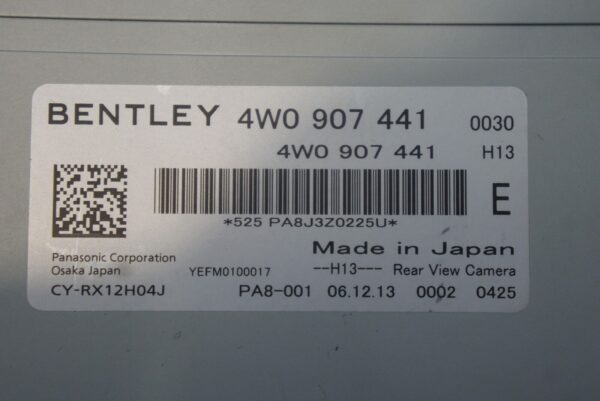 BENTLEY 4W0 907 441 0030
4W0 907 441 H13
E
*525 PA8J3Z0225U*
Made in Japan
Panasonic Corporation
Osaka Japan YEFM0100017 --H13--- Rear View Camera
CY-RX12H04J PA8-001 06.12.13 0002 0425